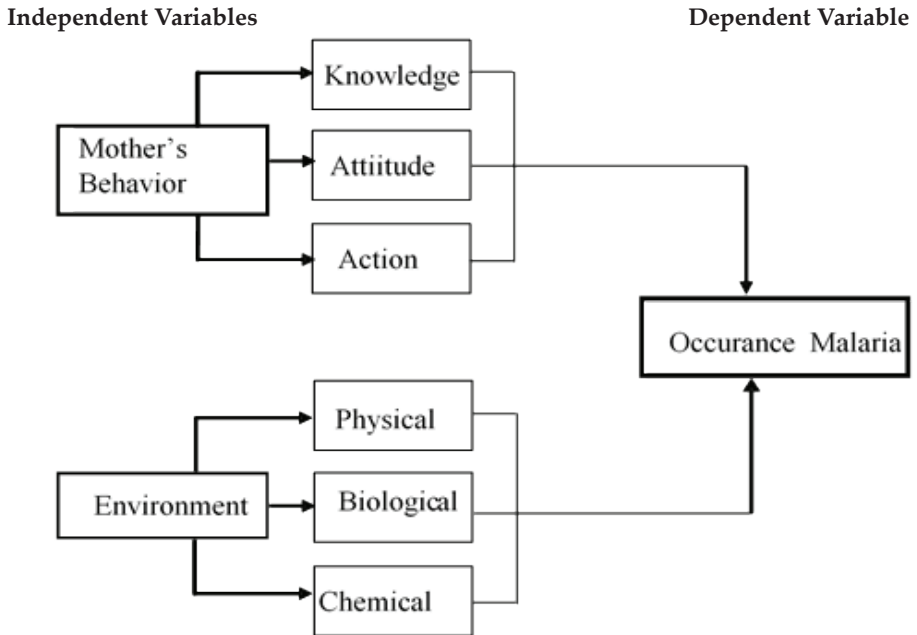 Independent Variables
Dependent Variable
Knowledge
Mother's
Behavior
Attiitude
Action
Occurance Malaria
Physical
Environment
Biological
Chemical